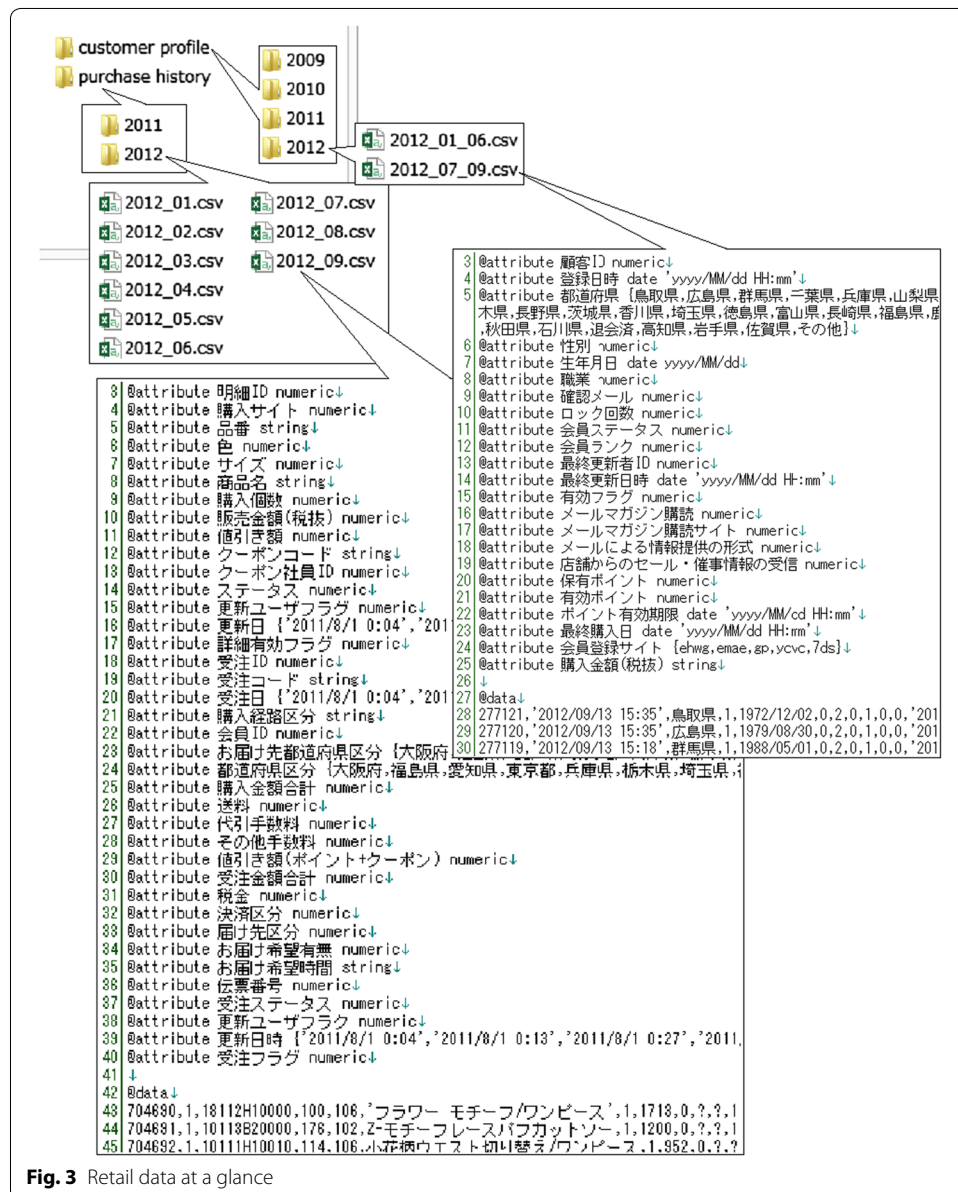 customer profile
purchase history
2009
2010
2011
2012
2011
2012
2012_01_06.csv
2012_07_09.csv
2012_01.csv
2012_02.csv
2012_03.csv
2012_04.csv
2012_05.csv
2012_06.csv
2012_07.csv
2012_08.csv
2012_09.csv
3 @attribute 顧客ID numeric↓
4 @attribute 登録日時 date 'yyyy/MM/dd HH:mm'↓
5 @attribute 都道府県 {鳥取県,広島県,群馬県,千葉県,兵庫県,山梨県
木県,長野県,茨城県,香川県,埼玉県,徳島県,富山県,長崎県,福島県,
,秋田県,石川県,退会済,高知県,岩手県,佐賀県,その他}↓
6 @attribute 性別 numeric↓
7 @attribute 生年月日 date yyyy/MM/dd↓
8 @attribute 職業 numeric↓
9 @attribute 確認メール numeric↓
10 @attribute ロック回数 numeric↓
11 @attribute 会員ステータス numeric↓
12 @attribute 会員ランク numeric↓
13 @attribute 最終更新者ID numeric↓
14 @attribute 最終更新日時 date 'yyyy/MM/dd HH:mm'↓
15 @attribute 有効フラグ numeric↓
16 @attribute メールマガジン購読 numeric↓
17 @attribute メールマガジン購読サイト numeric↓
18 @attribute メールによる情報提供の形式 numeric↓
19 @attribute 店舗からのセール・催事情報の受信 numeric↓
20 @attribute 保有ポイント numeric↓
21 @attribute 有効ポイント numeric↓
22 @attribute ポイント有効期限 date 'yyyy/MM/cd HH:mm'↓
23 @attribute 最終購入日 date 'yyyy/MM/dd HH:mm'↓
24 @attribute 会員登録サイト {ehwg,emae,gp,ycvc,7ds}↓
25 @attribute 購入金額(税抜) string↓
26 ↓
27 @data↓
28 277121,'2012/09/13 15:35',鳥取県,1,1972/12/02,0,2,0,1,0,0,'201
29 277120,'2012/09/13 15:35',広島県,1,1979/08/30,0,2,0,1,0,0,'201
30 277119,'2012/09/13 15:18',群馬県,1,1988/05/01,0,2,0,1,0,0,'201
3 @attribute 明細ID numeric↓
4 @attribute 購入サイト numeric↓
5 @attribute 品番 string↓
6 @attribute 色 numeric↓
7 @attribute サイズ numeric↓
8 @attribute 商品名 string↓
9 @attribute 購入個数 numeric↓
10 @attribute 販売金額(税抜) numeric↓
11 @attribute 値引き額 numeric↓
12 @attribute クーポンコード string↓
13 @attribute クーポン社員ID numeric↓
14 @attribute ステータス numeric↓
15 @attribute 更新ユーザフラグ numeric↓
16 @attribute 更新日 {'2011/8/1 0:04','201
17 @attribute 詳細有効フラグ numeric↓
18 @attribute 受注ID numeric↓
19 @attribute 受注コード string↓
20 @attribute 受注日 {'2011/8/1 0:04','201
21 @attribute 購入経路区分 string↓
22 @attribute 会員ID numeric↓
23 @attribute お届け先都道府県区分 {大阪府
24 @attribute 都道府県区分 {大阪府,福島県,愛知県,東京都,兵庫県,栃木県,埼玉県,
25 @attribute 購入金額合計 numeric↓
26 @attribute 送料 numeric↓
27 @attribute 代引手数料 numeric↓
28 @attribute その他手数料 numeric↓
29 @attribute 値引き額(ポイント+クーポン) numeric↓
30 @attribute 受注金額合計 numeric↓
31 @attribute 税金 numeric↓
32 @attribute 決済区分 numeric↓
33 @attribute 届け先区分 numeric↓
34 @attribute お届け希望有無 numeric↓
35 @attribute お届け希望時間 string↓
36 @attribute 伝票番号 numeric↓
37 @attribute 受注ステータス numeric↓
38 @attribute 更新ユーザフラク numeric↓
39 @attribute 更新日時 {'2011/8/1 0:04','2011/8/1 0:13','2011/8/1 0:27','2011,
40 @attribute 受注フラグ numeric↓
41 ↓
42 @data↓
43 704690,1,18112H10000,100,106,'フラワー モチーフ/ワンピース',1,1713,0,?,?,1
44 704691,1,10113B20000,176,102,Z-モチーフレースパフカットソー,1,1200,0,?,?,1
45 704692,1,10111H10010,114,106,小花柄ウエスト切り替え/ワンピース,1,952,0,?,?
Fig. 3 Retail data at a glance